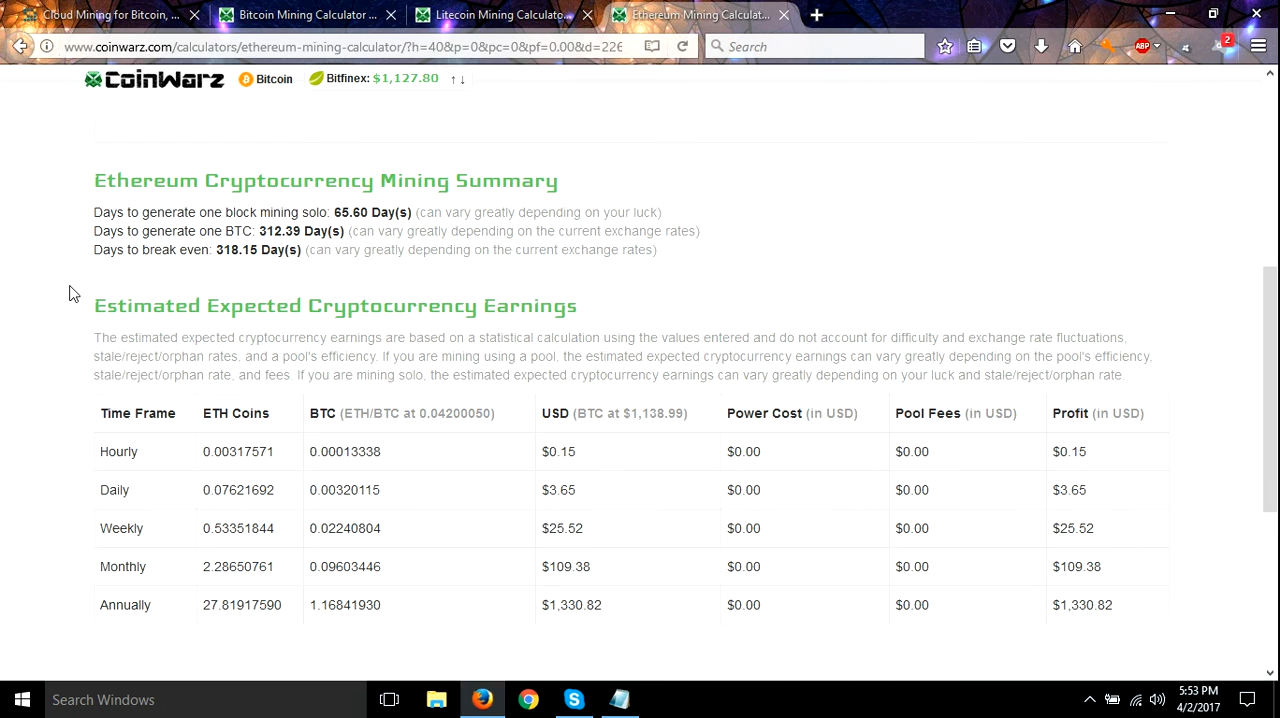 Cloud Mining for Bitcoin, ...
Bitcoin Mining Calculator ...
Litecoin Mining Calculato...
Ethereum Mining Calculat...
www.coinwarz.com/calculators/ethereum-mining-calculator/?h=40&p=0&pc=0&pf=0.00&d=226
Search
ABP
2
CoinWarz
Bitcoin
Bitfinex: $1,127.80 ↑ ↓
Ethereum Cryptocurrency Mining Summary
Days to generate one block mining solo: 65.60 Day(s) (can vary greatly depending on your luck)
Days to generate one BTC: 312.39 Day(s) (can vary greatly depending on the current exchange rates)
Days to break even: 318.15 Day(s) (can vary greatly depending on the current exchange rates)
Estimated Expected Cryptocurrency Earnings
The estimated expected cryptocurrency earnings are based on a statistical calculation using the values entered and do not account for difficulty and exchange rate fluctuations,
stale/reject/orphan rates, and a pool's efficiency. If you are mining using a pool, the estimated expected cryptocurrency earnings can vary greatly depending on the pool's efficiency,
stale/reject/orphan rate, and fees. If you are mining solo, the estimated expected cryptocurrency earnings can vary greatly depending on your luck and stale/reject/orphan rate.
Time Frame ETH Coins BTC (ETH/BTC at 0.04200050) USD (BTC at $1,138.99) Power Cost (in USD) Pool Fees (in USD) Profit (in USD)
Hourly 0.00317571 0.00013338 $0.15 $0.00 $0.00 $0.15
Daily 0.07621692 0.00320115 $3.65 $0.00 $0.00 $3.65
Weekly 0.53351844 0.02240804 $25.52 $0.00 $0.00 $25.52
Monthly 2.28650761 0.09603446 $109.38 $0.00 $0.00 $109.38
Annually 27.81917590 1.16841930 $1,330.82 $0.00 $0.00 $1,330.82
Search Windows
5:53 PM
4/2/2017